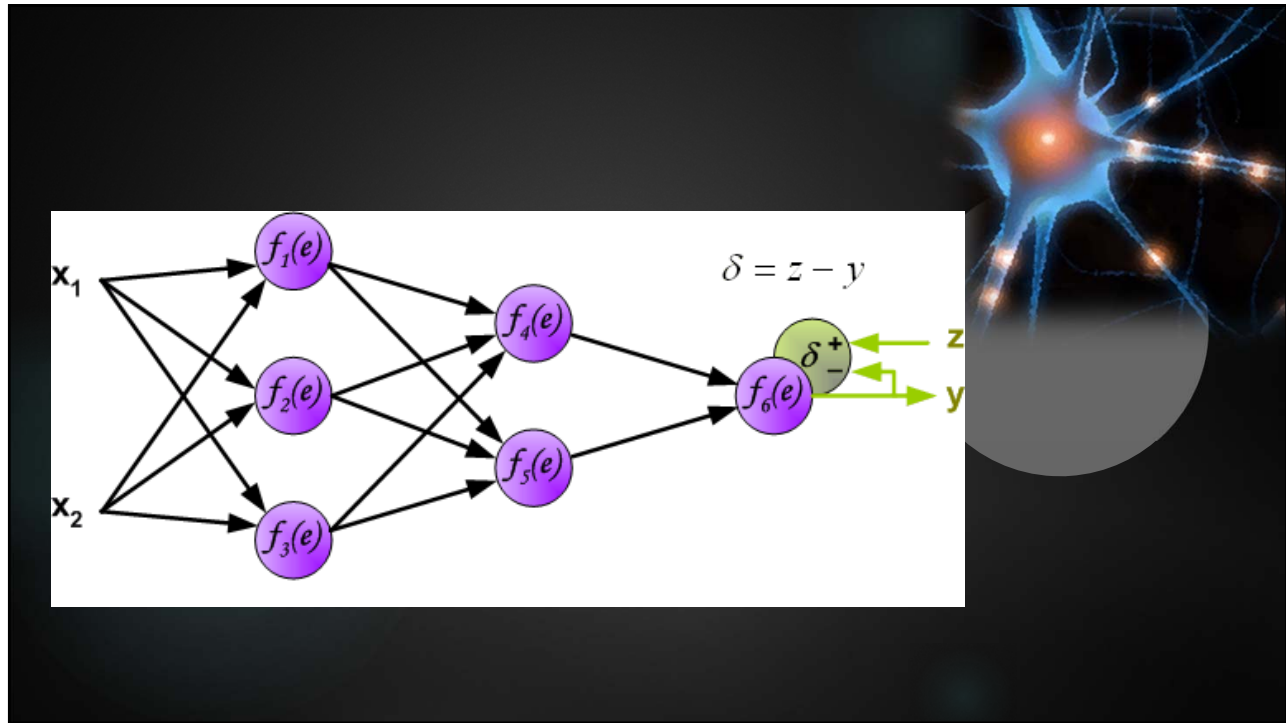 f₁(e)
x₁
δ = z − y
f₄(e)
δ + −
z
f₂(e)
f₆(e)
y
f₅(e)
x₂
f₃(e)